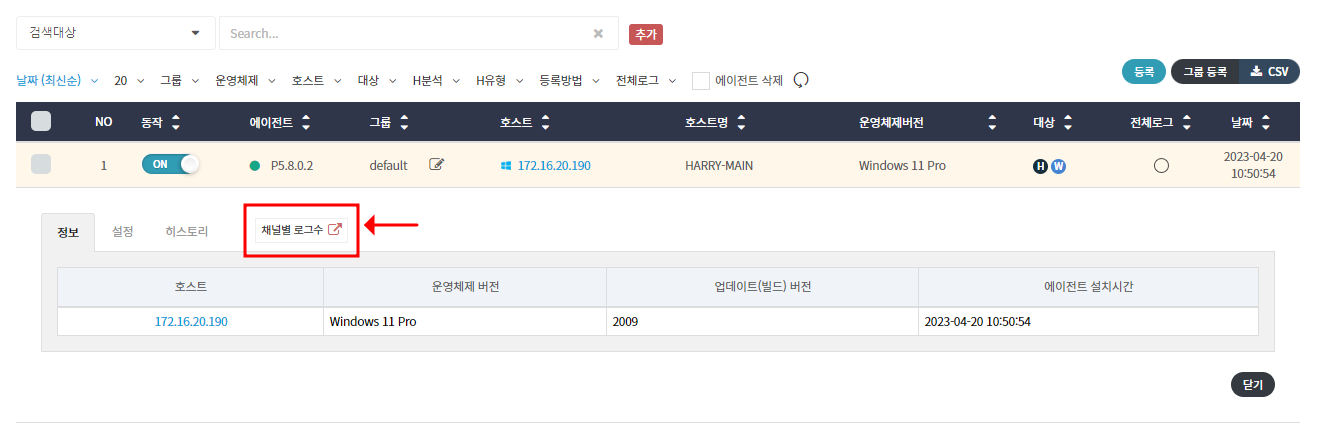 검색대상 Search... 추가
날짜 (최신순) 20 그룹 운영체제 호스트 대상 H분석 H유형 등록방법 전체로그 에이전트 삭제 등록 그룹 등록 CSV
NO 동작 에이전트 그룹 호스트 호스트명 운영체제버전 대상 전체로그 날짜
1 ON P5.8.0.2 default 172.16.20.190 HARRY-MAIN Windows 11 Pro H W 2023-04-20
10:50:54
정보 설정 히스토리 채널별 로그수
호스트 운영체제 버전 업데이트(빌드) 버전 에이전트 설치시간
172.16.20.190 Windows 11 Pro 2009 2023-04-20 10:50:54
닫기